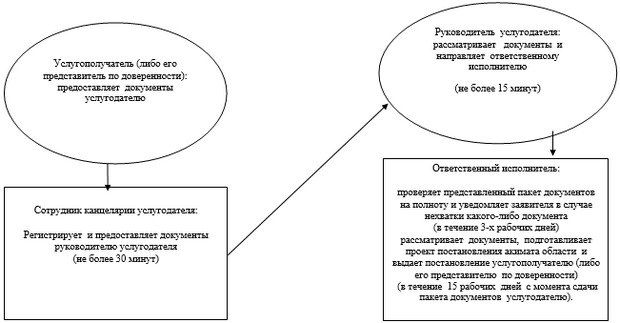 Услугополучатель (либо его
представитель по доверенности):
предоставляет документы
услугодателю
Сотрудник канцелярии услугодателя:
Регистрирует и предоставляет документы
руководителю услугодателя
(не более 30 минут)
Руководитель услугодателя:
рассматривает документы и
направляет ответственному
исполнителю
(не более 15 минут)
Ответственный исполнитель:
проверяет представленный пакет документов
на полноту и уведомляет заявителя в случае
нехватки какого-либо документа
(в течение 3-х рабочих дней)
рассматривает документы, подготавливает
проект постановления акимата области и
выдает постановление услугополучателю (либо
его представителю по доверенности)
(в течение 15 рабочих дней с момента сдачи
пакета документов услугодателю).